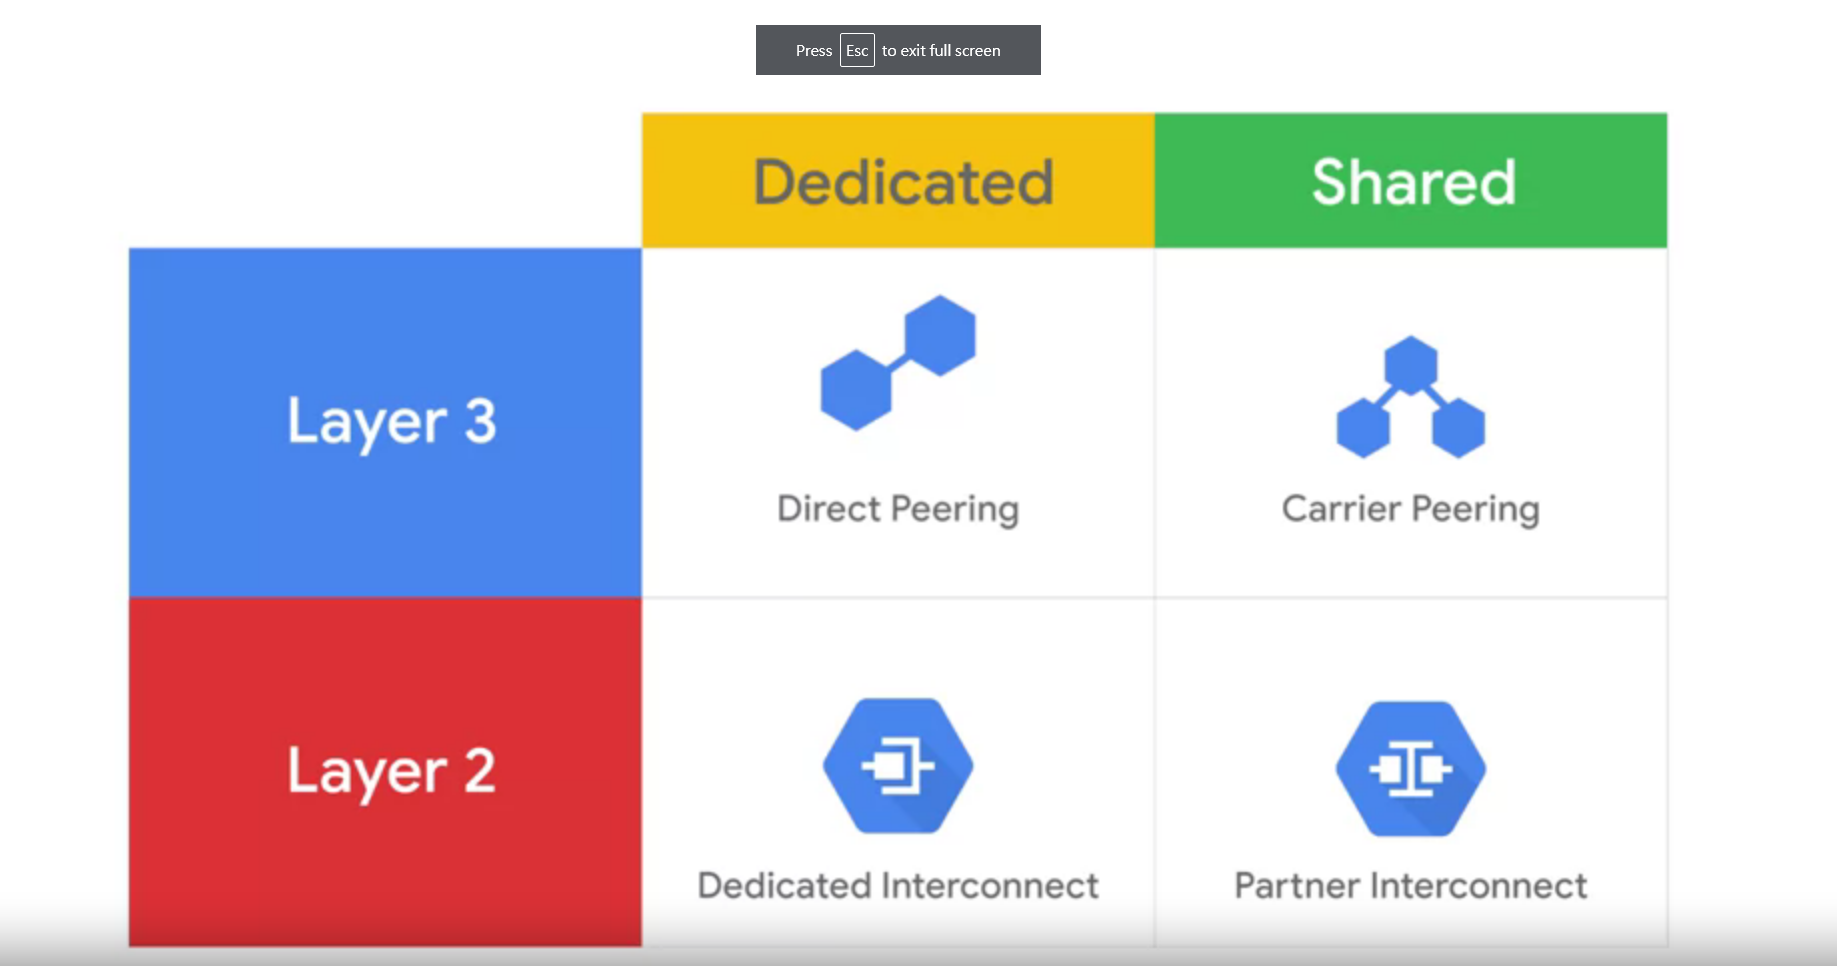 Press Esc to exit full screen
Dedicated
Shared
Layer 3
Direct Peering
Carrier Peering
Layer 2
Dedicated Interconnect
Partner Interconnect